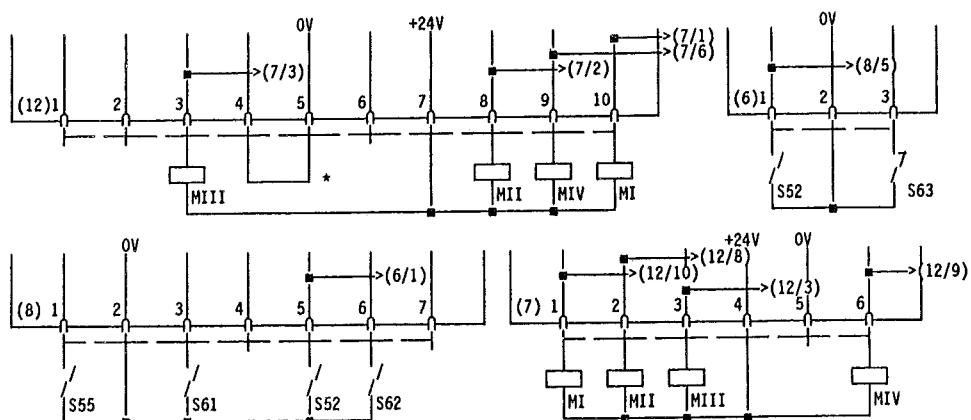 0V +24V
>(7/1)
>(7/6)
>(7/3) >(7/2)
(12)1 2 3 4 5 6 7 8 9 10
*
MIII MII MIV MI
0V
>(8/5)
(6)1 2 3
S52 S63
0V
>(6/1)
(8) 1 2 3 4 5 6 7
S55 S61 S52 S62
+24V 0V
>(12/8)
>(12/10) >(12/9)
>(12/3)
(7) 1 2 3 4 5 6
MI MII MIII MIV